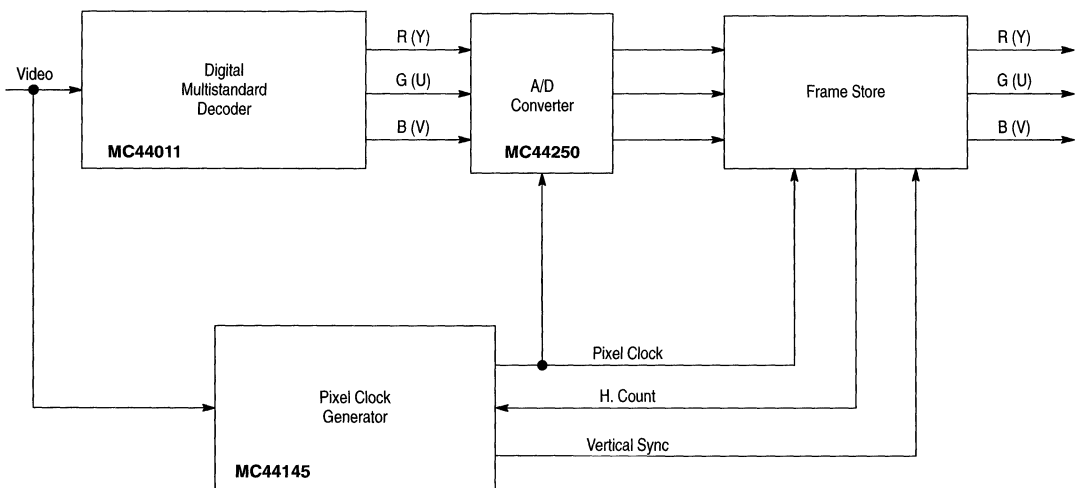 Video
Digital
Multistandard
Decoder
MC44011
R (Y)
G (U)
B (V)
A/D
Converter
MC44250
Frame Store
R (Y)
G (U)
B (V)
Pixel Clock
Generator
MC44145
Pixel Clock
H. Count
Vertical Sync